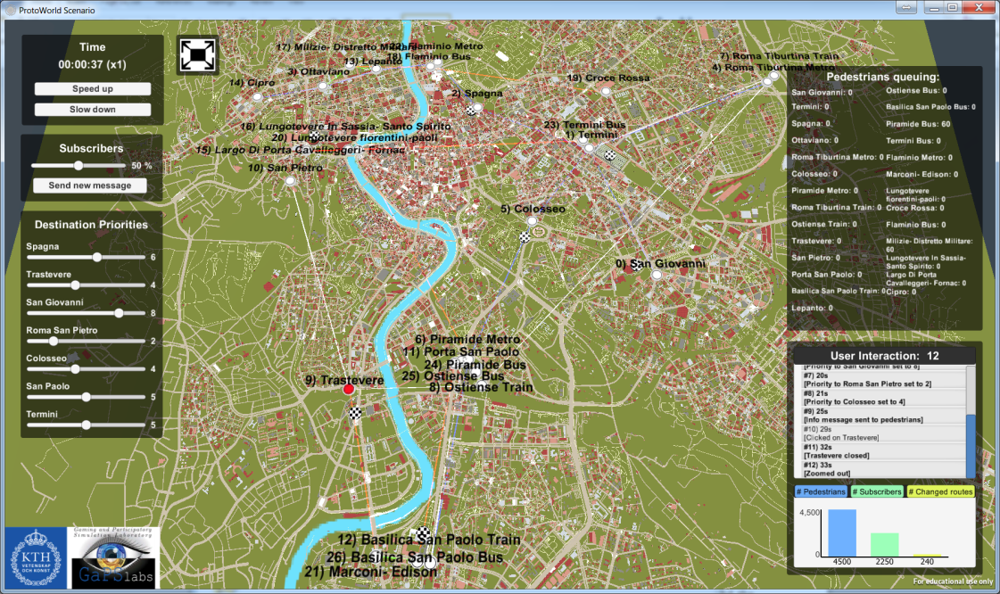 ProtoWorld Scenario
Time
00:00:37 (x1)
Speed up
Slow down
Subscribers
50 %
Send new message
Destination Priorities
Spagna
6
Trastevere
4
San Giovanni
8
Roma San Pietro
2
Colosseo
4
San Paolo
5
Termini
5
17) Milizie- Distretto Militare
22) Flaminio Metro
18) Flaminio Bus
13) Lepanto
3) Ottaviano
14) Cipro
2) Spagna
19) Croce Rossa
7) Roma Tiburtina Train
4) Roma Tiburtina Metro
16) Lungotevere In Sassia- Santo Spirito
20) Lungotevere fiorentini-paoli
15) Largo Di Porta Cavalleggeri- Fornac
10) San Pietro
23) Termini Bus
1) Termini
5) Colosseo
0) San Giovanni
6) Piramide Metro
11) Porta San Paolo
24) Piramide Bus
25) Ostiense Bus
8) Ostiense Train
9) Trastevere
12) Basilica San Paolo Train
26) Basilica San Paolo Bus
21) Marconi- Edison
Pedestrians queuing:
San Giovanni: 0
Termini: 0
Spagna: 0
Ottaviano: 0
Roma Tiburtina Metro: 0
Colosseo: 0
Piramide Metro: 0
Roma Tiburtina Train: 0
Ostiense Train: 0
Trastevere: 0
San Pietro: 0
Porta San Paolo: 0
Basilica San Paolo Train: 0
Lepanto: 0
Ostiense Bus: 0
Basilica San Paolo Bus: 0
Piramide Bus: 60
Termini Bus: 0
Flaminio Metro: 0
Marconi- Edison: 0
Lungotevere
fiorentini-paoli: 0
Croce Rossa: 0
Flaminio Bus: 0
Milizie- Distretto Militare:
60
Lungotevere In Sassia-
Santo Spirito: 0
Largo Di Porta
Cavalleggeri- Fornac: 0
Cipro: 0
User Interaction: 12
[Priority to San Giovanni set to 8]
#7) 20s
[Priority to Roma San Pietro set to 2]
#8) 21s
[Priority to Colosseo set to 4]
#9) 25s
[Info message sent to pedestrians]
#10) 29s
[Clicked on Trastevere]
#11) 32s
[Trastevere closed]
#12) 33s
[Zoomed out]
# Pedestrians
# Subscribers
# Changed routes
4,500
0
4500
2250
240
For educational use only
KTH
VETENSKAP
OCH KONST
Gaming and Participatory
Simulation Laboratory
GaPSlabs